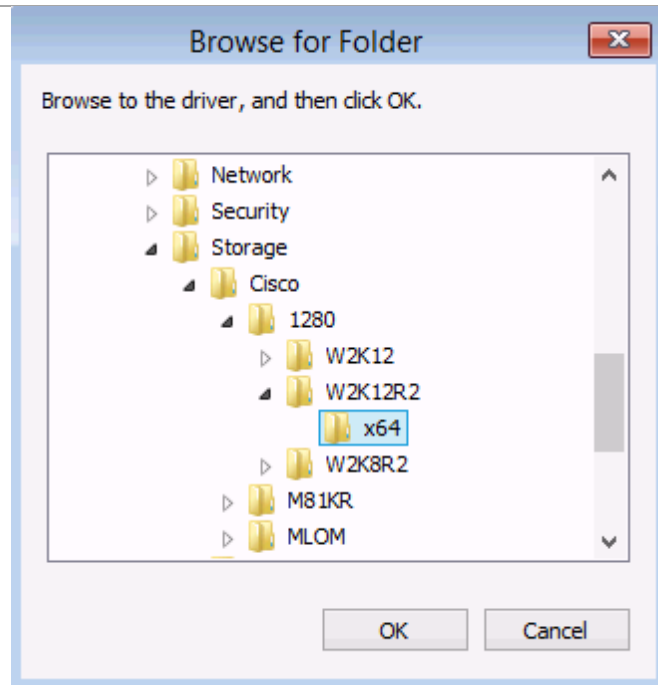 Browse for Folder
Browse to the driver, and then click OK.
Network
Security
Storage
Cisco
1280
W2K12
W2K12R2
x64
W2K8R2
M81KR
MLOM
OK Cancel